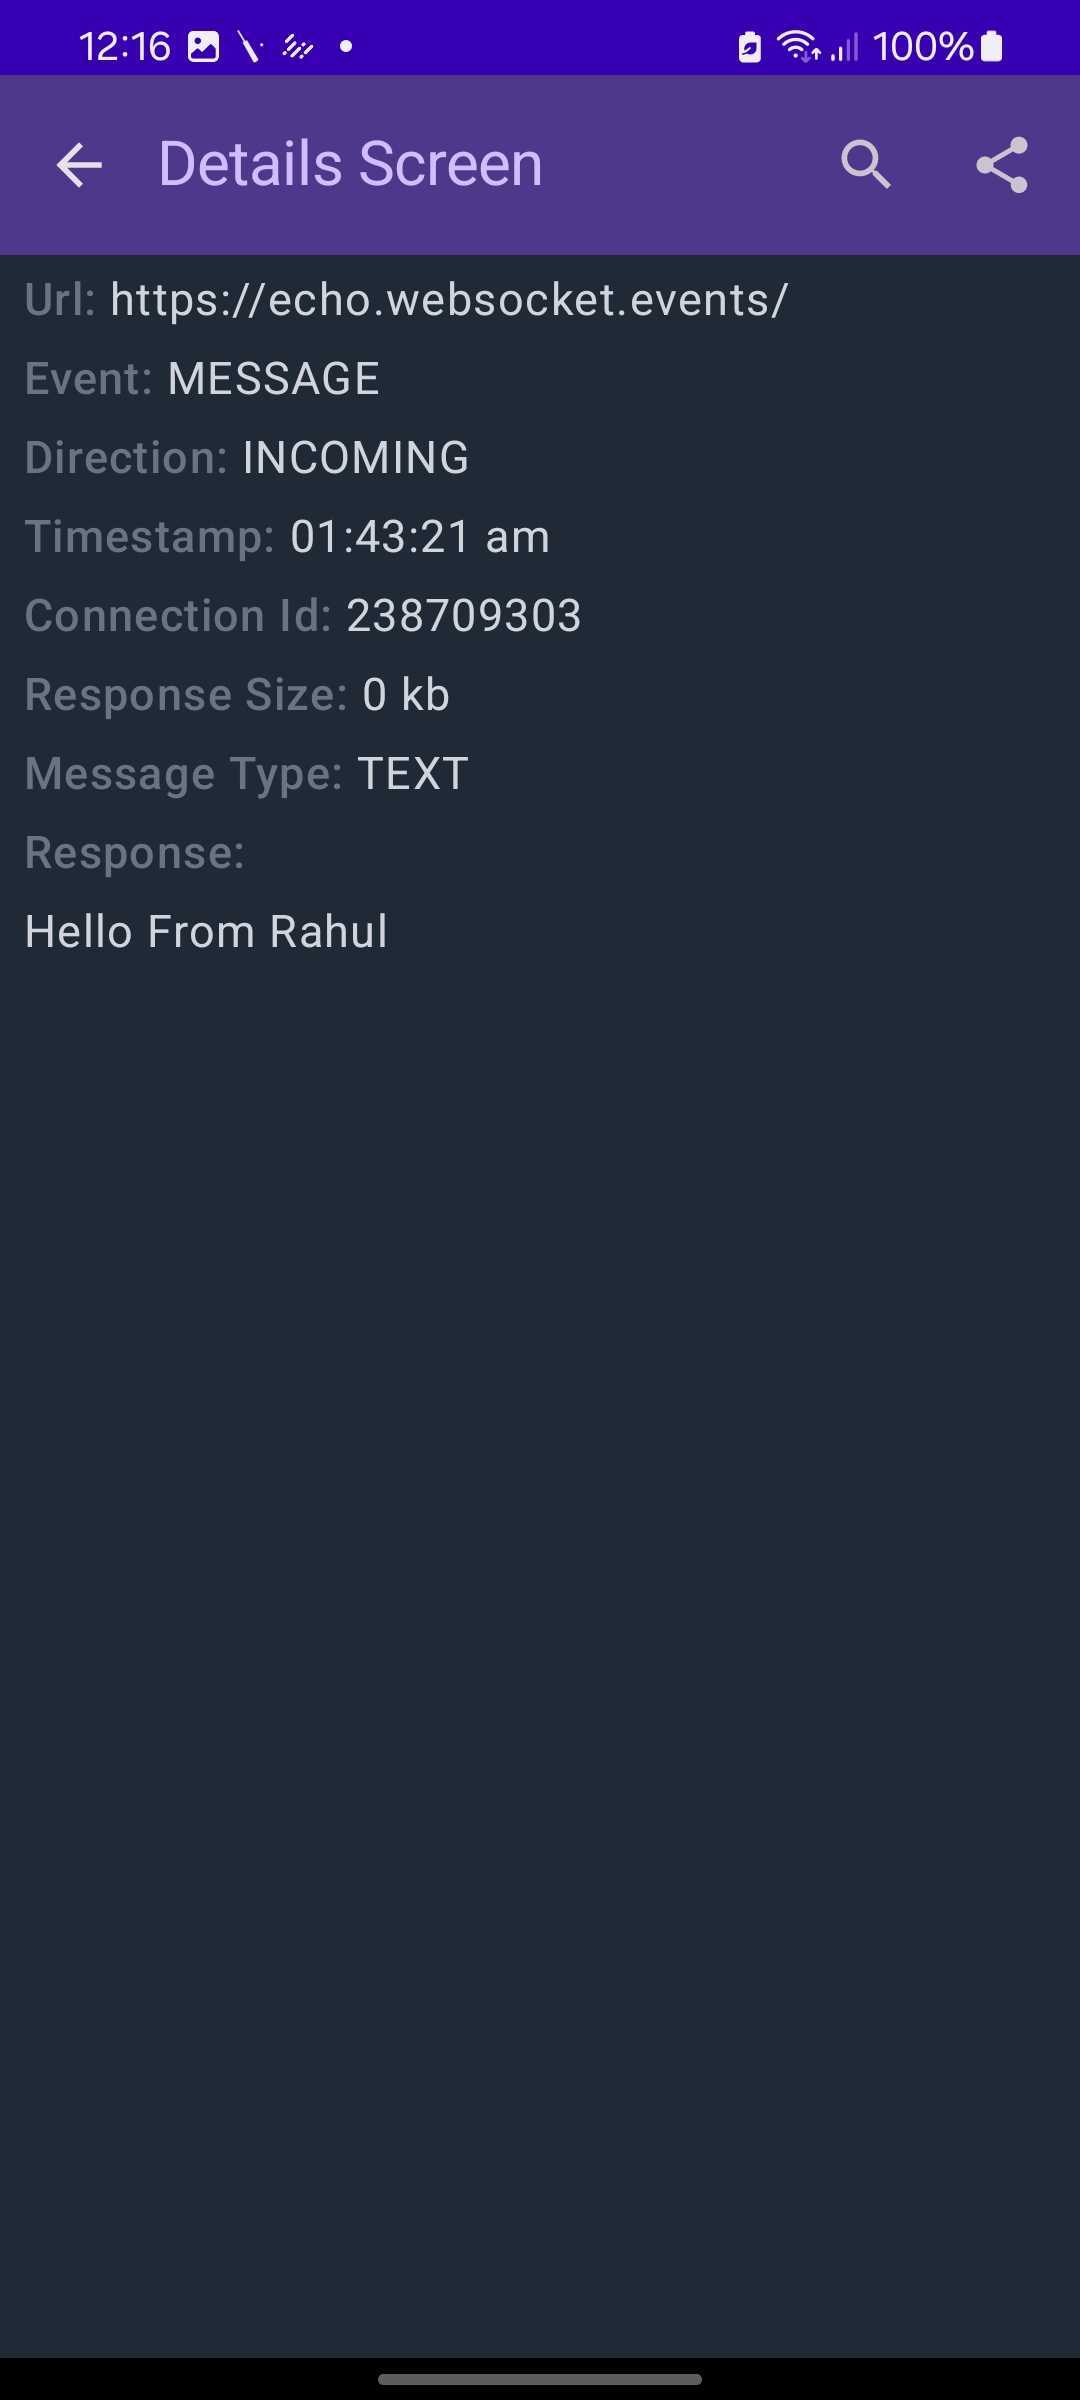 12:16 100%
Details Screen
Url: https://echo.websocket.events/
Event: MESSAGE
Direction: INCOMING
Timestamp: 01:43:21 am
Connection Id: 238709303
Response Size: 0 kb
Message Type: TEXT
Response:
Hello From Rahul